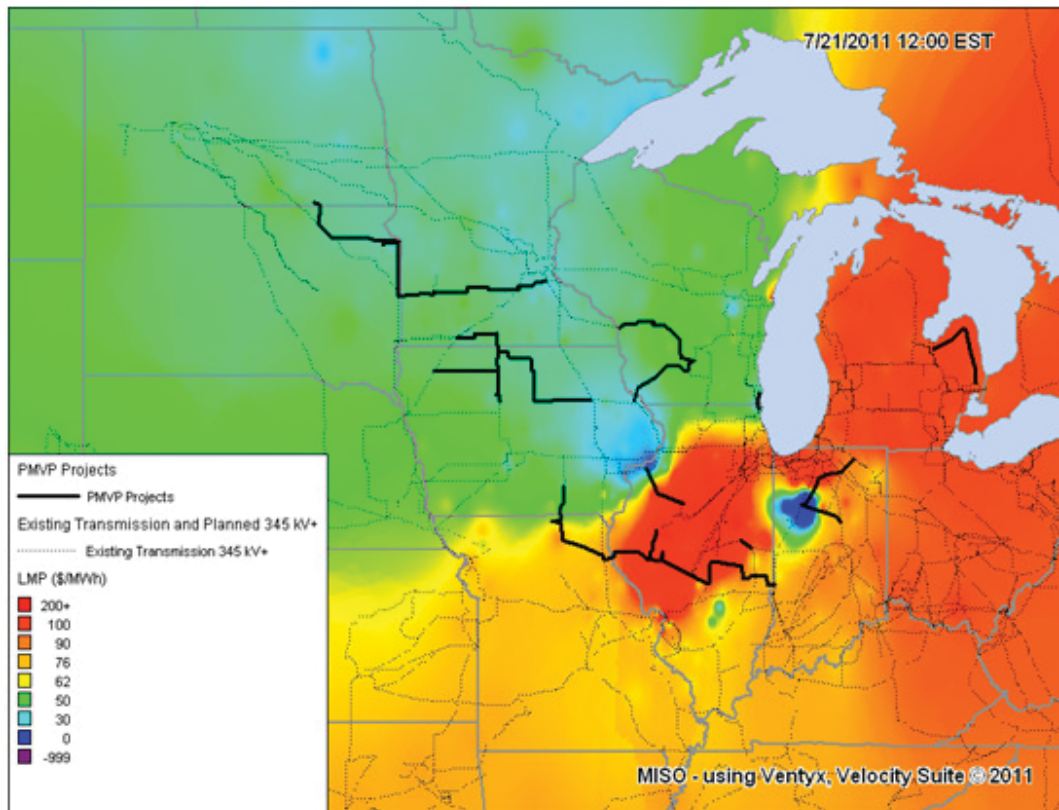 7/21/2011 12:00 EST
PMVP Projects
PMVP Projects
Existing Transmission and Planned 345 kV+
Existing Transmission 345 kV+
LMP ($/MWh)
200+
100
90
76
62
50
30
0
-999
MISO - using Ventyx, Velocity Suite © 2011